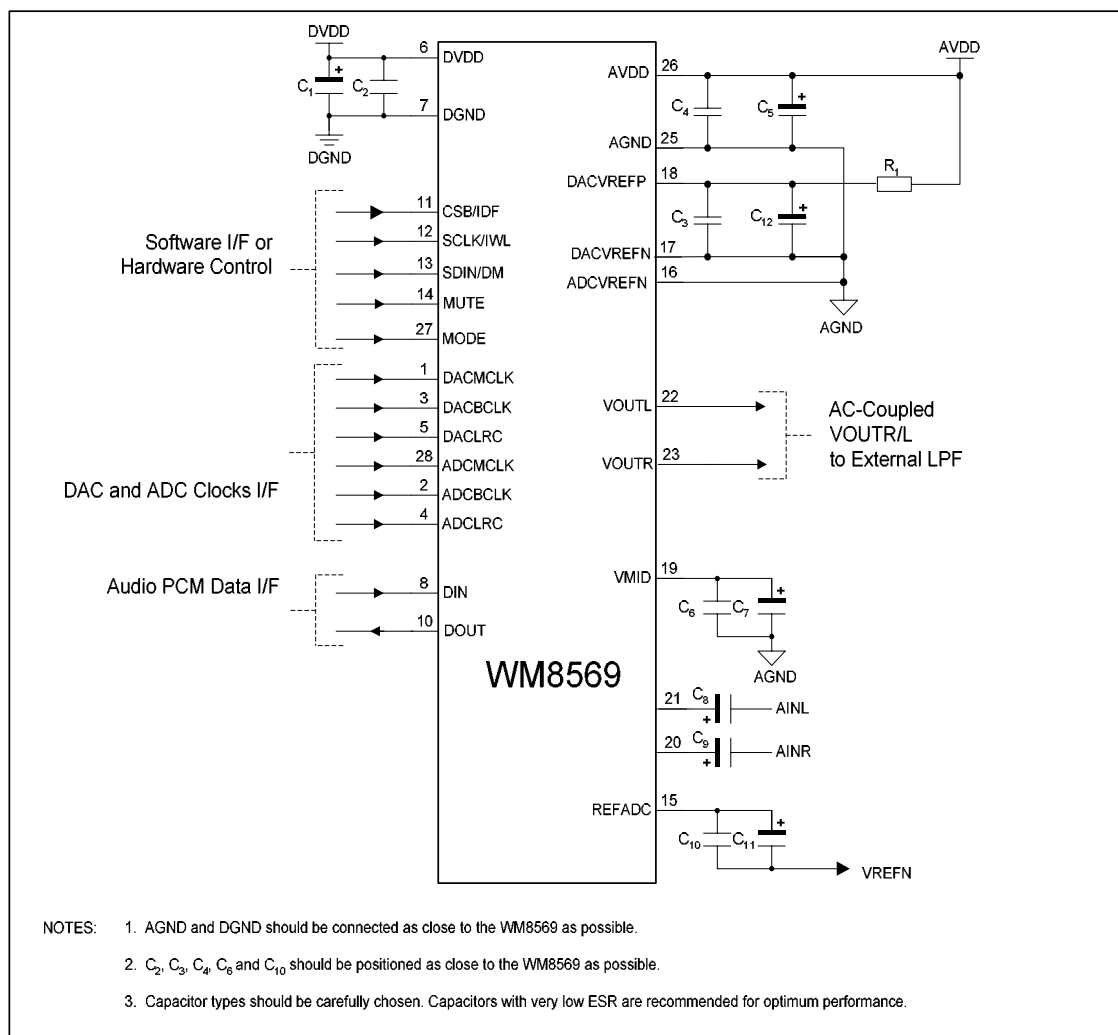 DVDD
6 DVDD
C1 + C2
7 DGND
DGND
Software I/F or
Hardware Control
11 CSB/IDF
12 SCLK/IWL
13 SDIN/DM
14 MUTE
27 MODE
DAC and ADC Clocks I/F
1 DACMCLK
3 DACBCLK
5 DACLRC
28 ADCMCLK
2 ADCBCLK
4 ADCLRC
Audio PCM Data I/F
8 DIN
10 DOUT
WM8569
AVDD
AVDD 26
C4 C5 +
AGND 25
DACVREFP 18
R1
C3 C12 +
DACVREFN 17
ADCVREFN 16
AGND
VOUTL 22
VOUTR 23
AC-Coupled
VOUTR/L
to External LPF
VMID 19
C6 C7 +
AGND
21 C8 + AINL
20 C9 + AINR
REFADC 15
C10 C11 +
VREFN
NOTES: 1. AGND and DGND should be connected as close to the WM8569 as possible.
2. C2, C3, C4, C6 and C10 should be positioned as close to the WM8569 as possible.
3. Capacitor types should be carefully chosen. Capacitors with very low ESR are recommended for optimum performance.